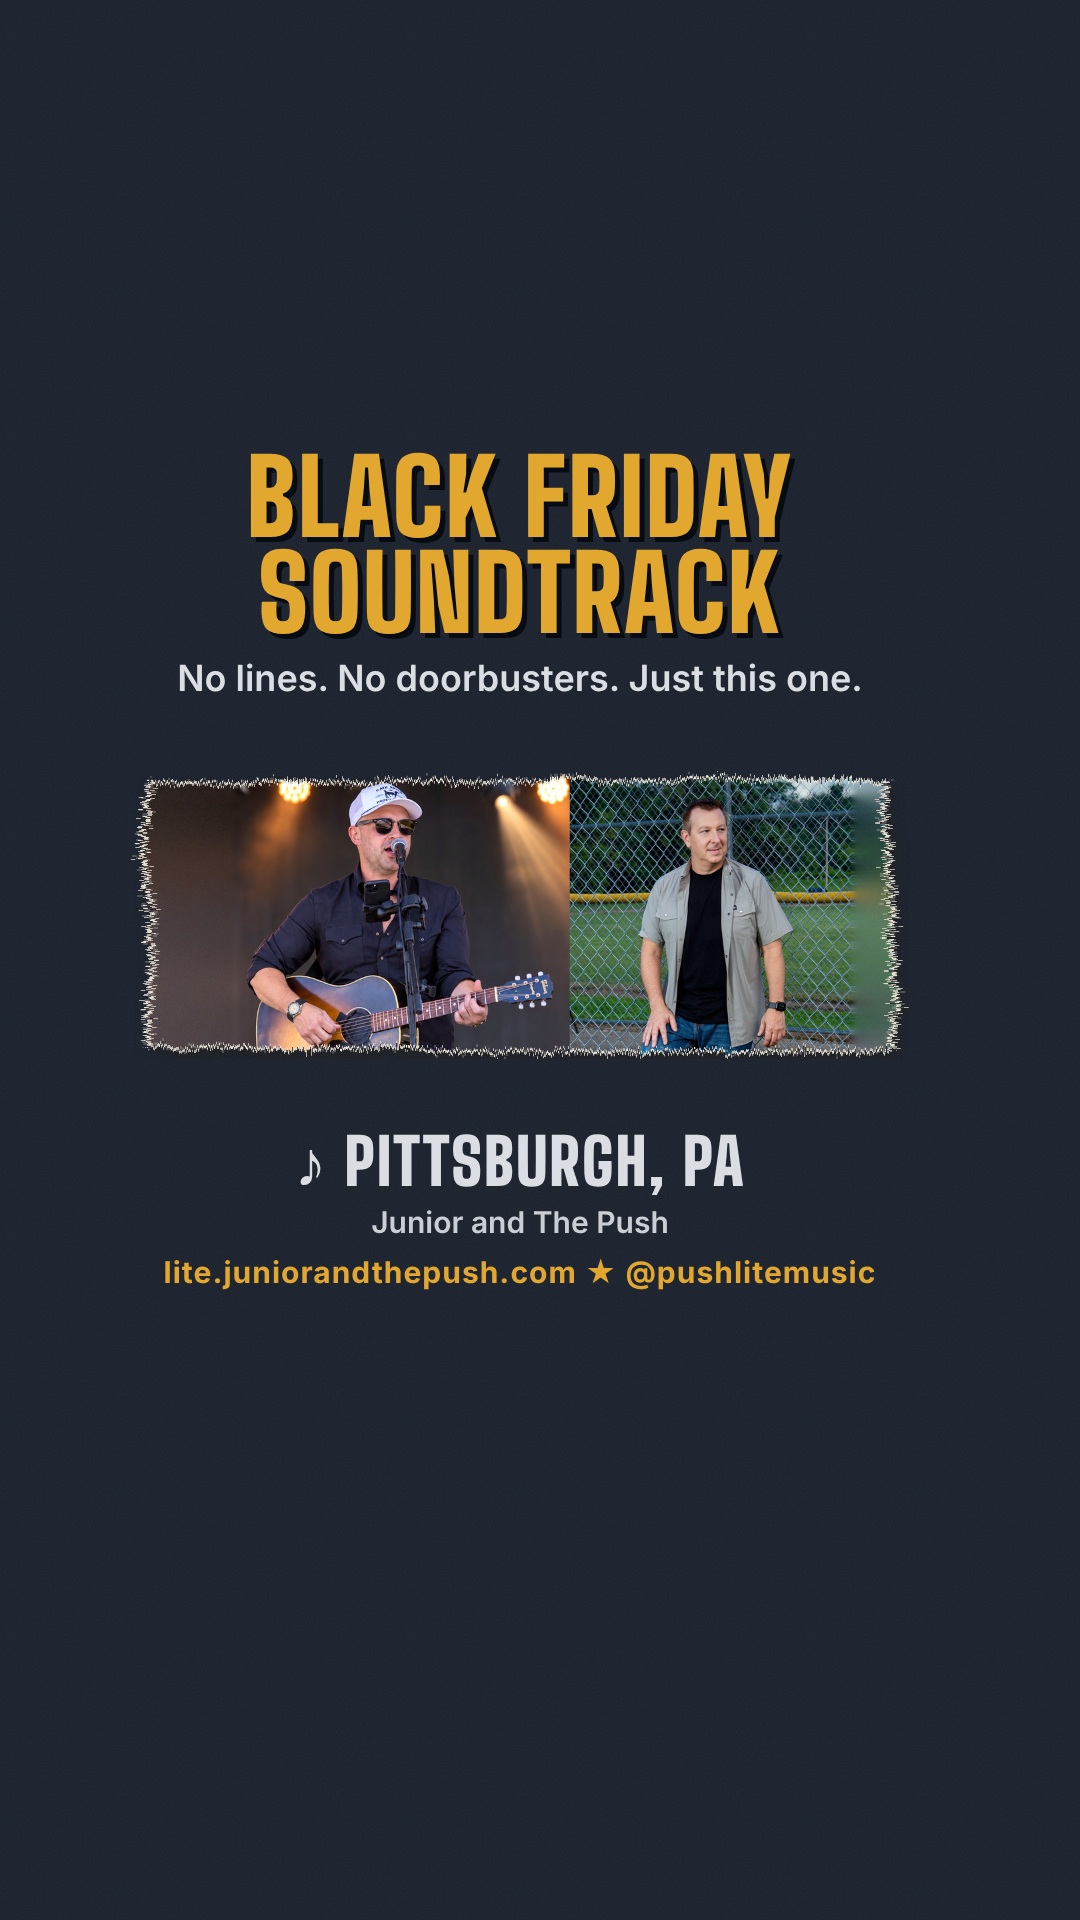 BLACK FRIDAY
SOUNDTRACK
No lines. No doorbusters. Just this one.
♪ PITTSBURGH, PA
Junior and The Push
lite.juniorandthepush.com ★ @pushlitemusic